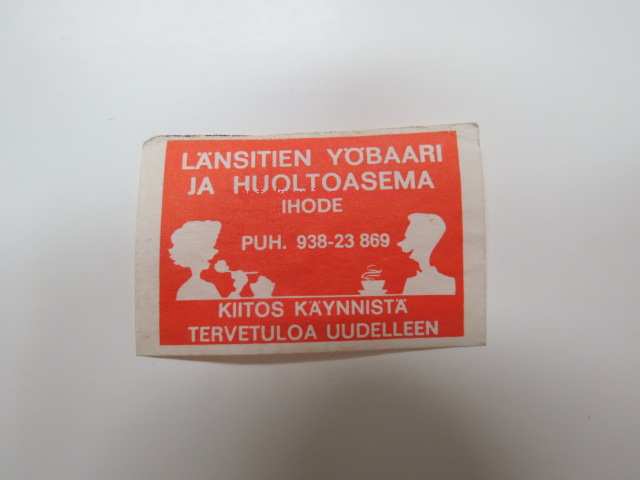 LÄNSITIEN YÖBAARI
JA HUOLTOASEMA
IHODE
PUH. 938-23 869
KIITOS KÄYNNISTÄ
TERVETULOA UUDELLEEN